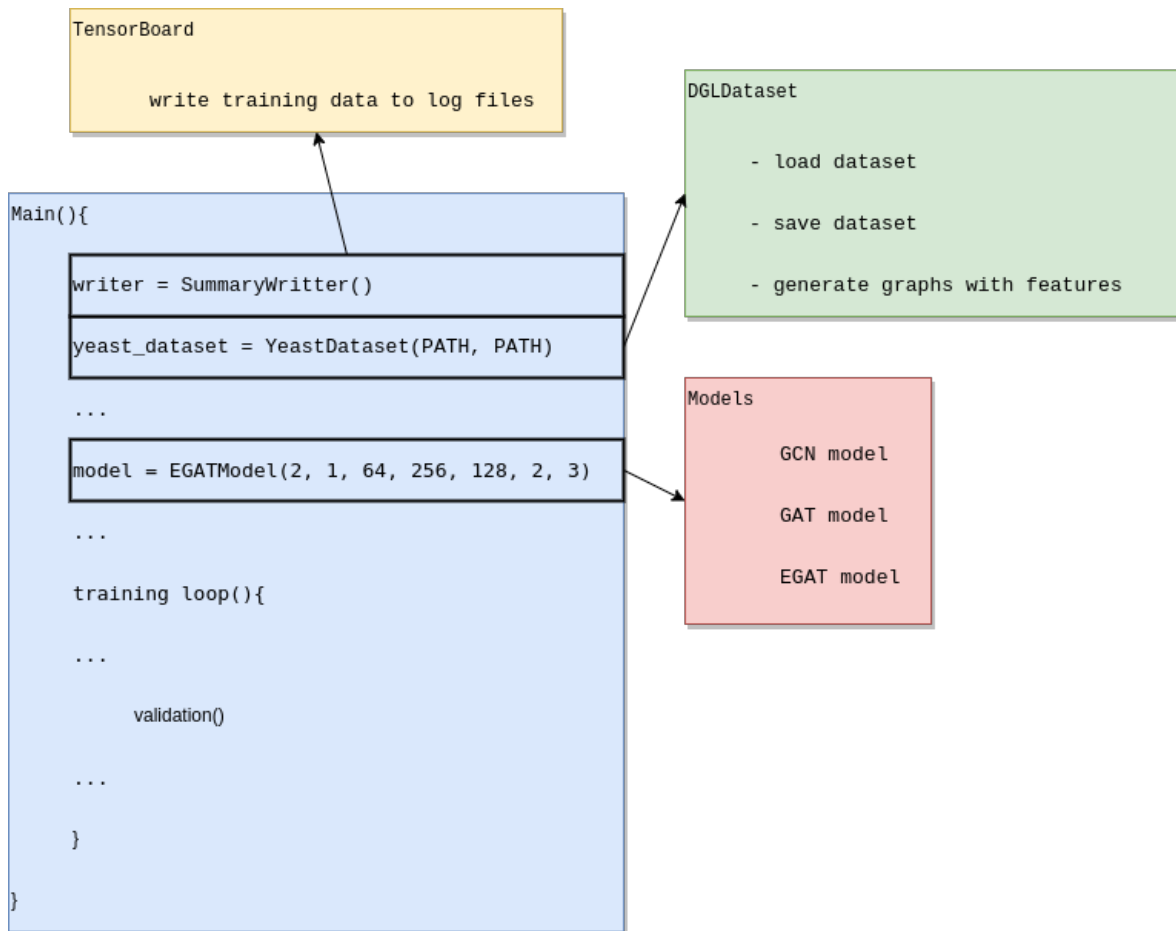 TensorBoard
write training data to log files
DGLDataset
- load dataset
- save dataset
- generate graphs with features
Main(){
writer = SummaryWritter()
yeast_dataset = YeastDataset(PATH, PATH)
...
model = EGATModel(2, 1, 64, 256, 128, 2, 3)
...
training loop(){
...
validation()
...
}
}
Models
GCN model
GAT model
EGAT model